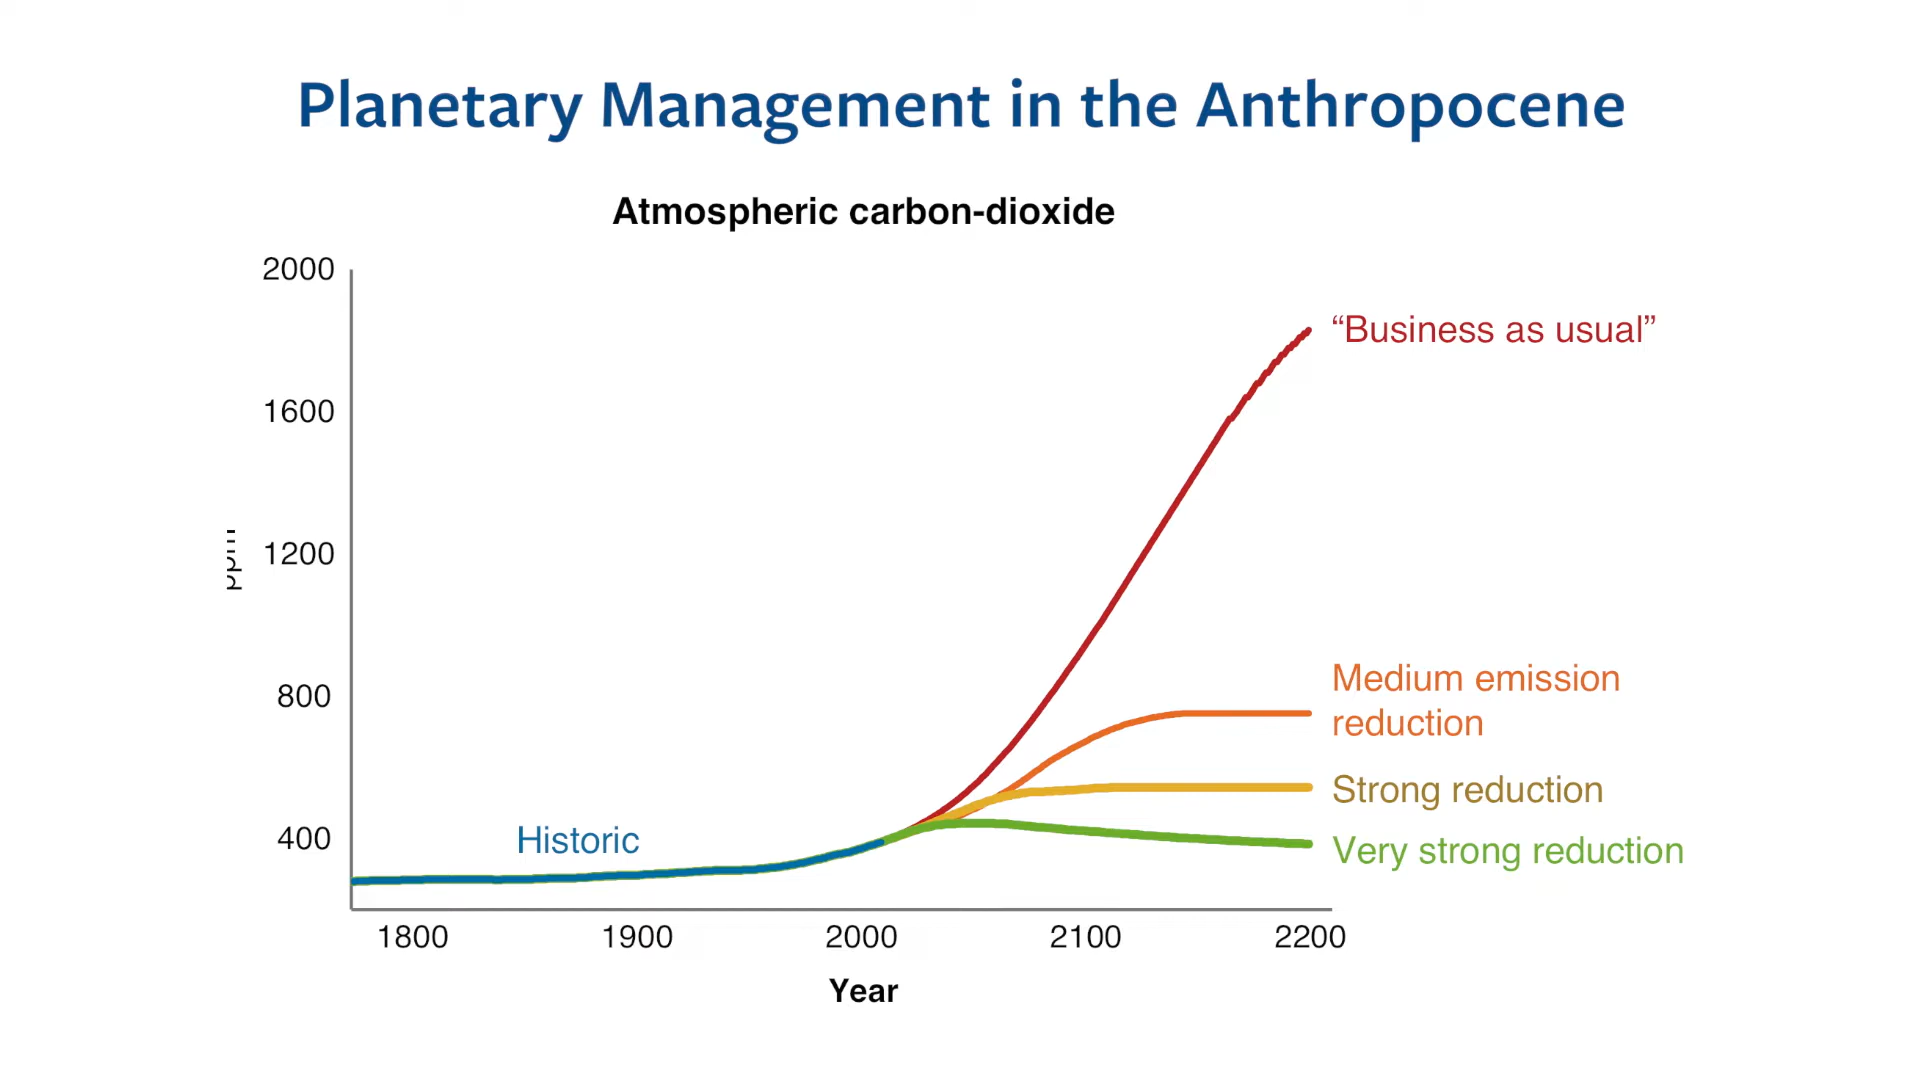 Planetary Management in the Anthropocene
Atmospheric carbon-dioxide
2000
1600
1200
800
400
ppm
“Business as usual”
Medium emission
reduction
Strong reduction
Very strong reduction
Historic
1800 1900 2000 2100 2200
Year